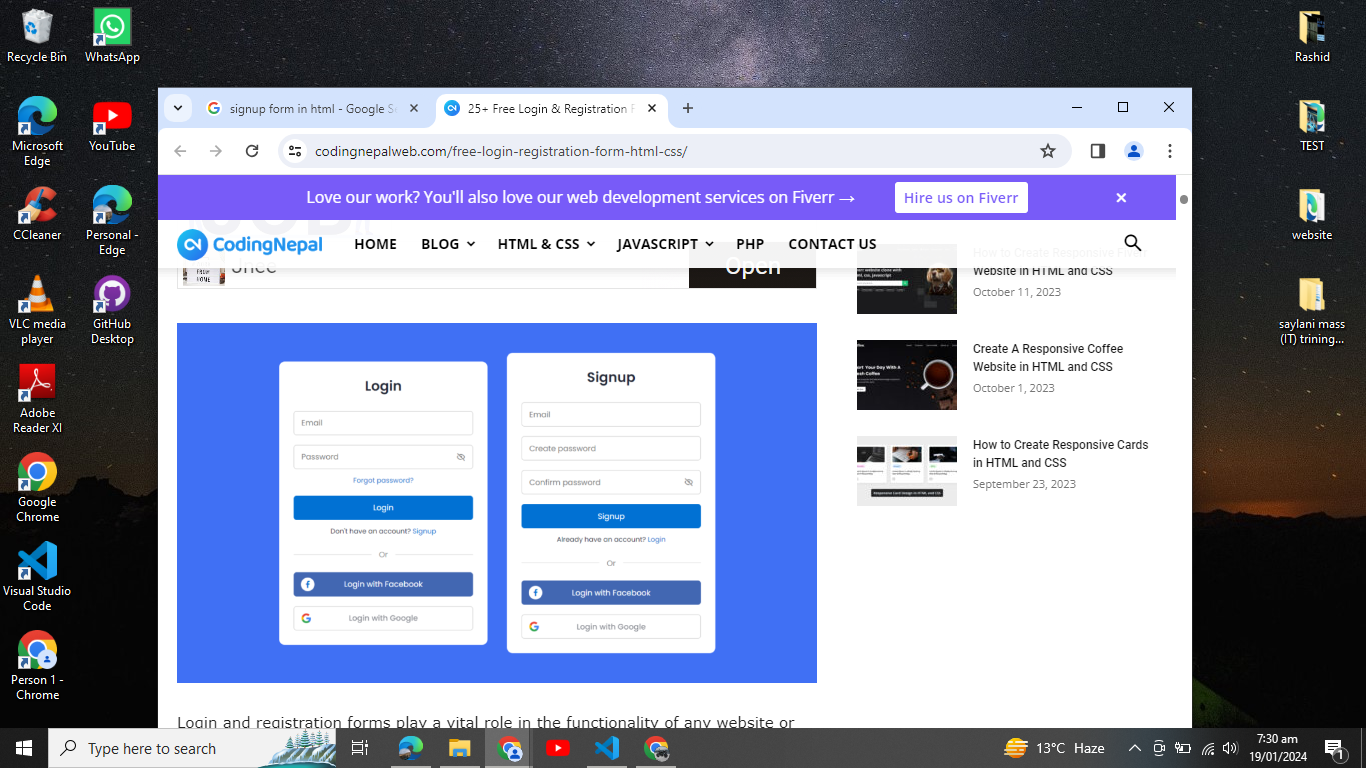 Recycle Bin
WhatsApp
Microsoft
Edge
YouTube
CCleaner
Personal -
Edge
VLC media
player
GitHub
Desktop
Adobe
Reader XI
Google
Chrome
Visual Studio
Code
Person 1 -
Chrome
Rashid
TEST
website
saylani mass
(IT) trining...
signup form in html - Google Se
25+ Free Login & Registration F
codingnepalweb.com/free-login-registration-form-html-css/
Love our work? You'll also love our web development services on Fiverr →
Hire us on Fiverr
CodingNepal
HOME
BLOG
HTML & CSS
JAVASCRIPT
PHP
CONTACT US
Open
Login
Email
Password
Forgot password?
Login
Don't have an account? Signup
Or
Login with Facebook
Login with Google
Signup
Email
Create password
Confirm password
Signup
Already have an account? Login
Or
Login with Facebook
Login with Google
Login and registration forms play a vital role in the functionality of any website or
How to Create Responsive
Website in HTML and CSS
October 11, 2023
Create A Responsive Coffee
Website in HTML and CSS
October 1, 2023
How to Create Responsive Cards
in HTML and CSS
September 23, 2023
Type here to search
13°C Haze
7:30 am
19/01/2024
1